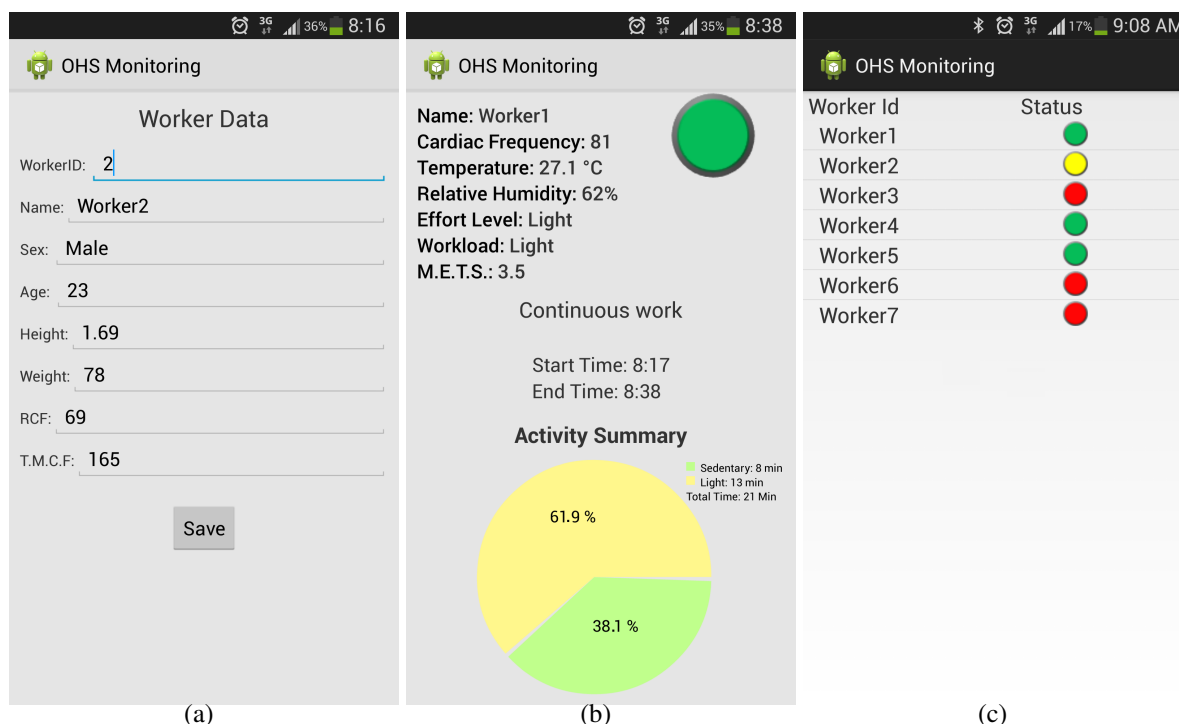 3G 36% 8:16
OHS Monitoring
Worker Data
WorkerID: 2
Name: Worker2
Sex: Male
Age: 23
Height: 1.69
Weight: 78
RCF: 69
T.M.C.F: 165
Save
(a)
3G 35% 8:38
OHS Monitoring
Name: Worker1
Cardiac Frequency: 81
Temperature: 27.1 °C
Relative Humidity: 62%
Effort Level: Light
Workload: Light
M.E.T.S.: 3.5
Continuous work
Start Time: 8:17
End Time: 8:38
Activity Summary
Sedentary: 8 min
Light: 13 min
Total Time: 21 Min
61.9 %
38.1 %
(b)
3G 17% 9:08 AM
OHS Monitoring
Worker Id Status
Worker1
Worker2
Worker3
Worker4
Worker5
Worker6
Worker7
(c)